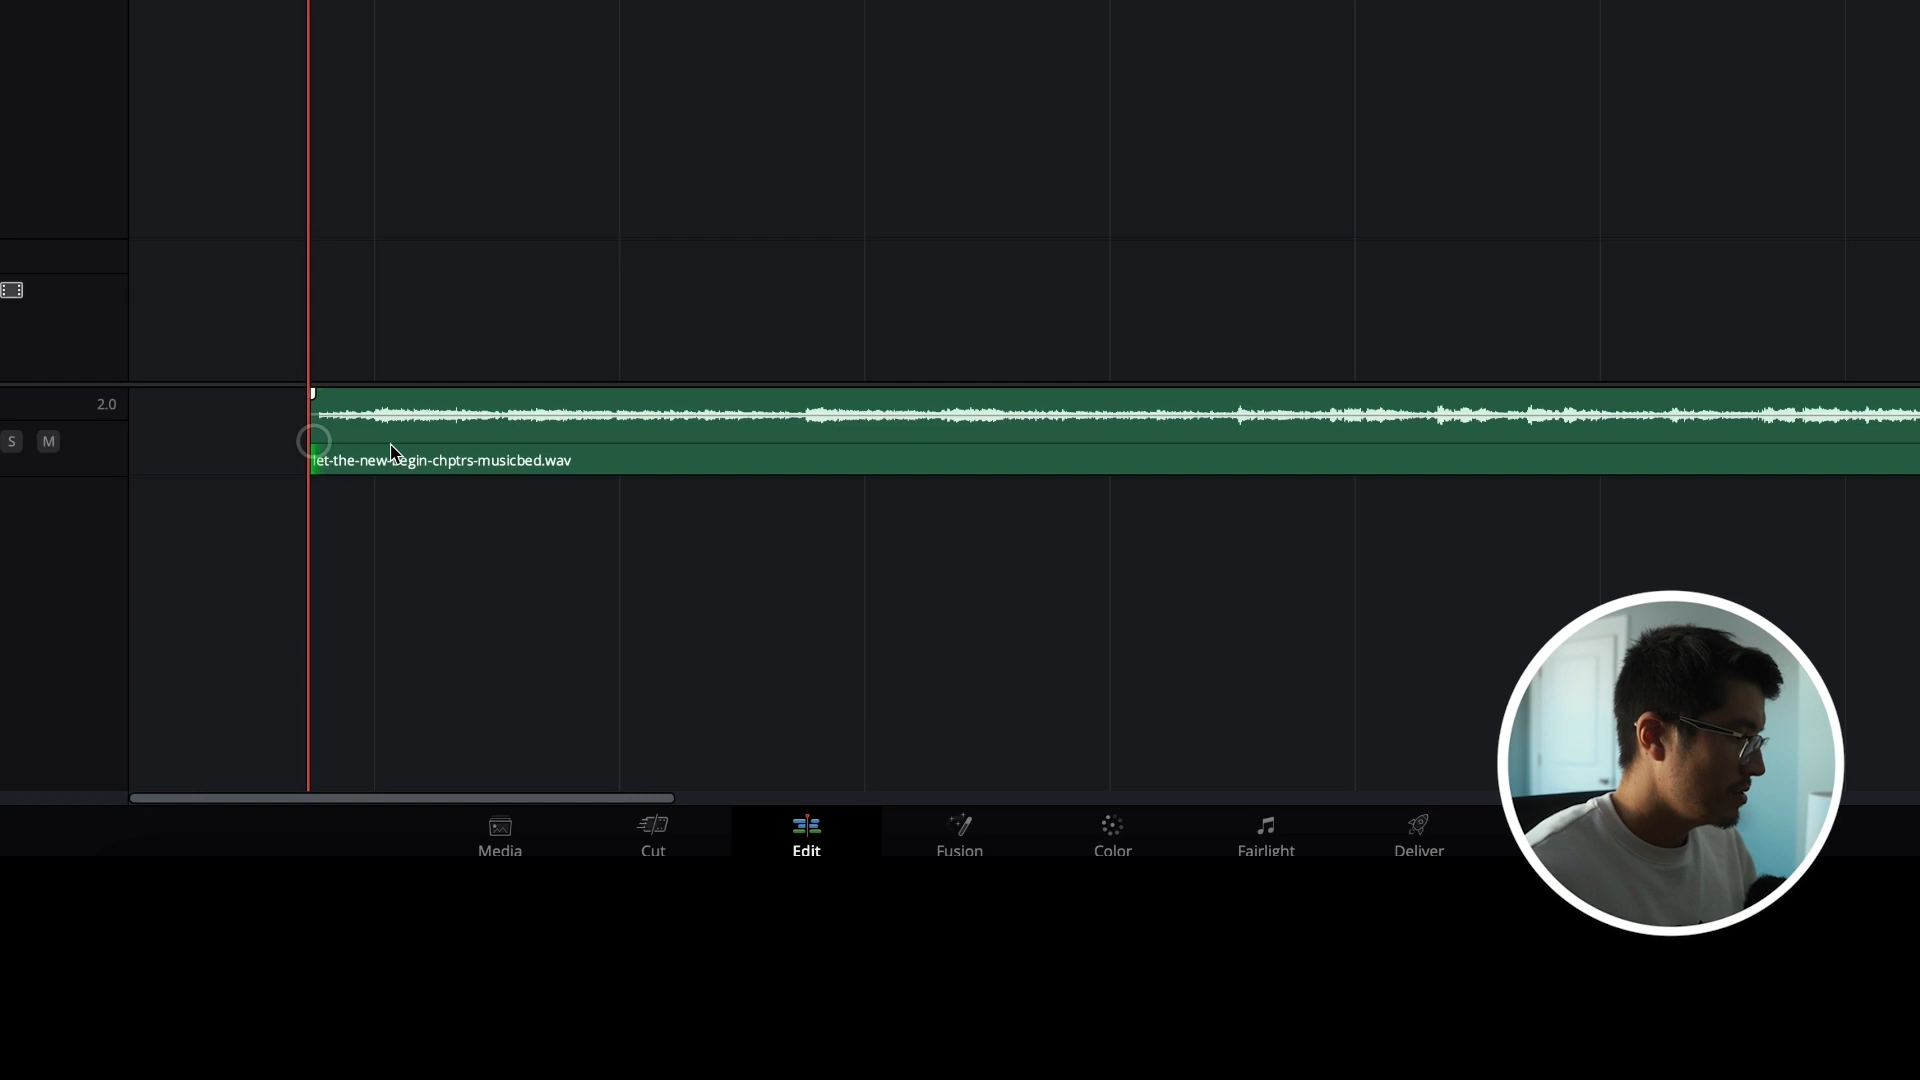 2.0
S M
let-the-new-begin-chptrs-musicbed.wav
Media Cut Edit Fusion Color Fairlight Deliver